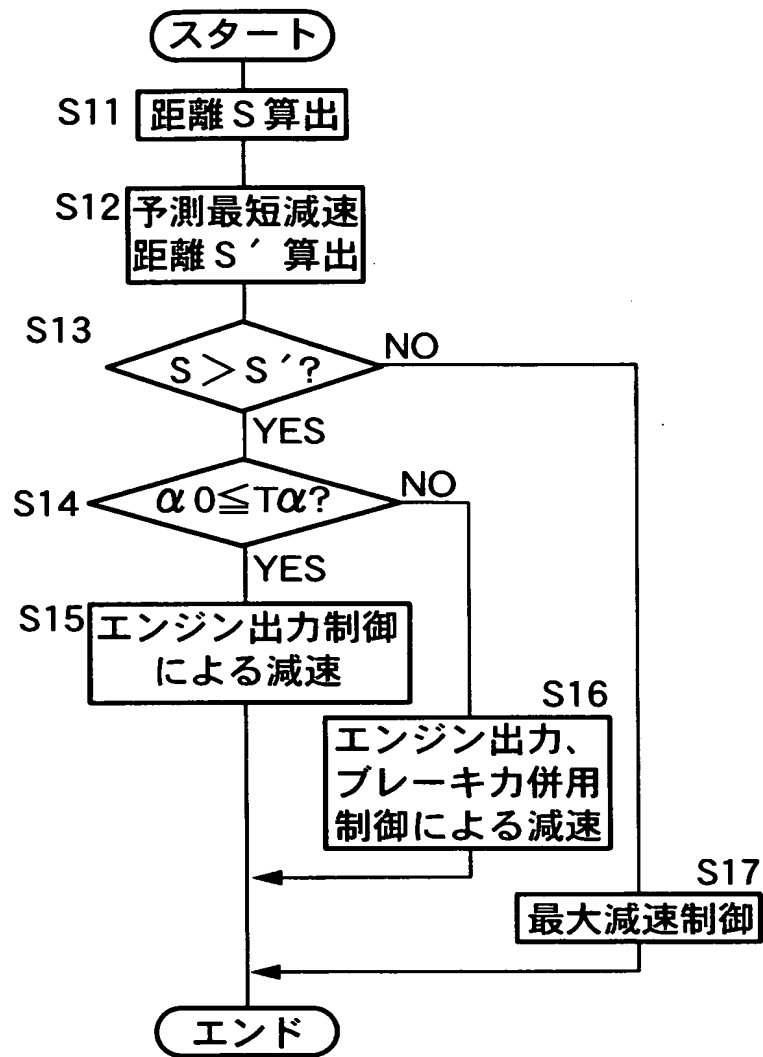 スタート
S11
距離S算出
S12
予測最短減速
距離S′算出
S13
S＞S′?
NO
YES
S14
α0≦Tα?
NO
YES
S15
エンジン出力制御
による減速
S16
エンジン出力、
ブレーキ力併用
制御による減速
S17
最大減速制御
エンド